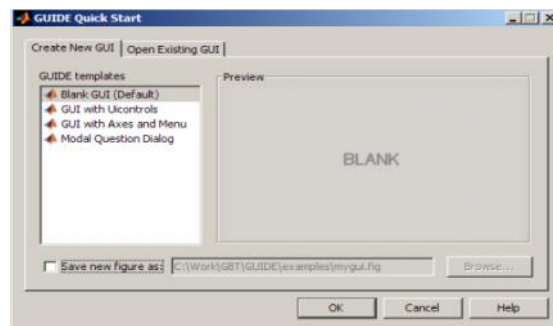 GUIDE Quick Start
Create New GUI Open Existing GUI
GUIDE templates
Preview
Blank GUI (Default)
GUI with Uicontrols
GUI with Axes and Menu
Modal Question Dialog
BLANK
Save new figure as: C:\Work\GBT\GUIDE\examples\mygui.fig Browse...
OK Cancel Help